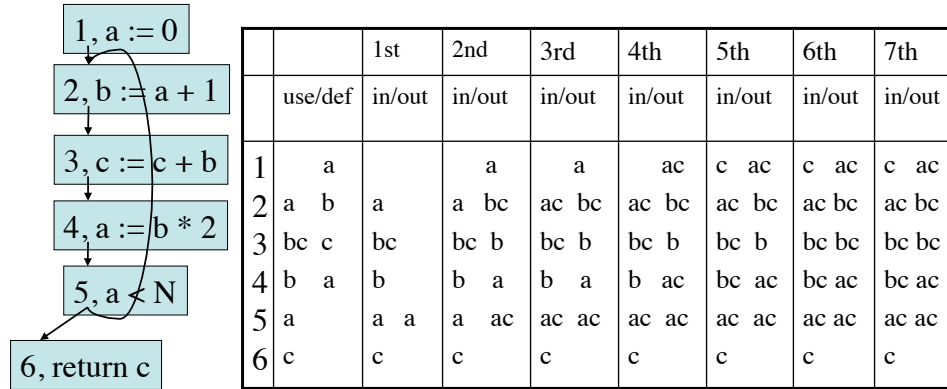 1, a := 0
2, b := a + 1
3, c := c + b
4, a := b * 2
5, a < N
6, return c
1st 2nd 3rd 4th 5th 6th 7th
use/def in/out in/out in/out in/out in/out in/out in/out
1 a a a ac c ac c ac c ac
2 a b a a bc ac bc ac bc ac bc ac bc ac bc
3 bc c bc bc b bc b bc b bc b bc bc bc bc
4 b a b b a b a b ac bc ac bc ac bc ac
5 a a a a ac ac ac ac ac ac ac ac ac ac ac
6 c c c c c c c c